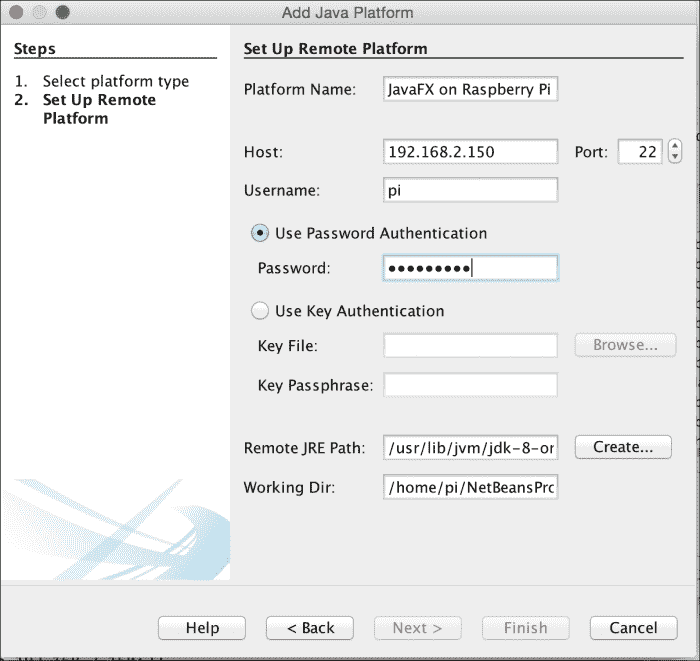 Add Java Platform
Steps
1. Select platform type
2. Set Up Remote
Platform
Set Up Remote Platform
Platform Name: JavaFX on Raspberry Pi
Host: 192.168.2.150 Port: 22
Username: pi
Use Password Authentication
Password: •••••••••
Use Key Authentication
Key File: Browse...
Key Passphrase:
Remote JRE Path: /usr/lib/jvm/jdk-8-or Create...
Working Dir: /home/pi/NetBeansPrc
Help < Back Next > Finish Cancel